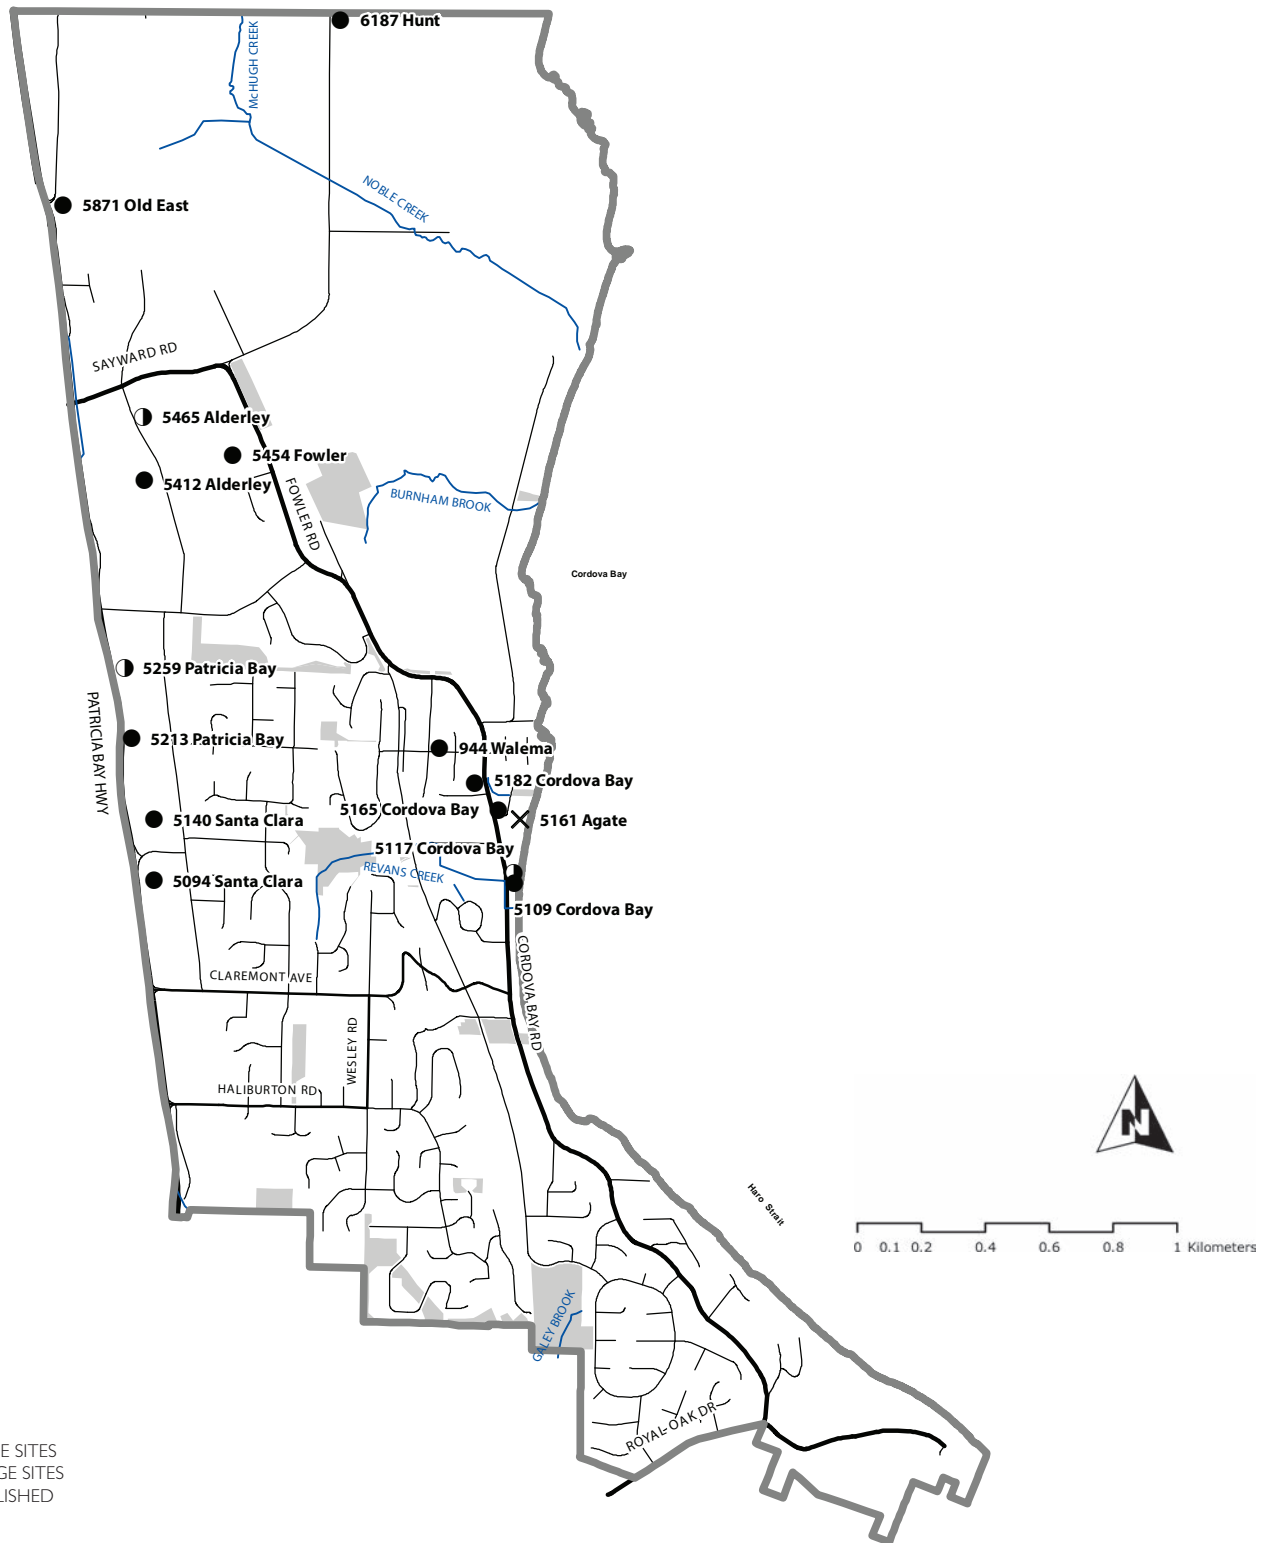 6187 Hunt
McHUGH CREEK
NOBLE CREEK
5871 Old East
SAYWARD RD
5465 Alderley
5454 Fowler
5412 Alderley
FOWLER RD
BURNHAM BROOK
Cordova Bay
5259 Patricia Bay
PATRICIA BAY HWY
5213 Patricia Bay
944 Walema
5182 Cordova Bay
5165 Cordova Bay
5140 Santa Clara
5161 Agate
5117 Cordova Bay
REVANS CREEK
5094 Santa Clara
5109 Cordova Bay
CORDOVA BAY RD
CLAREMONT AVE
WESLEY RD
HALIBURTON RD
N
Haro Strait
0 0.1 0.2 0.4 0.6 0.8 1 Kilometers
GALEY BROOK
ROYAL OAK DR
E SITES
GE SITES
LISHED